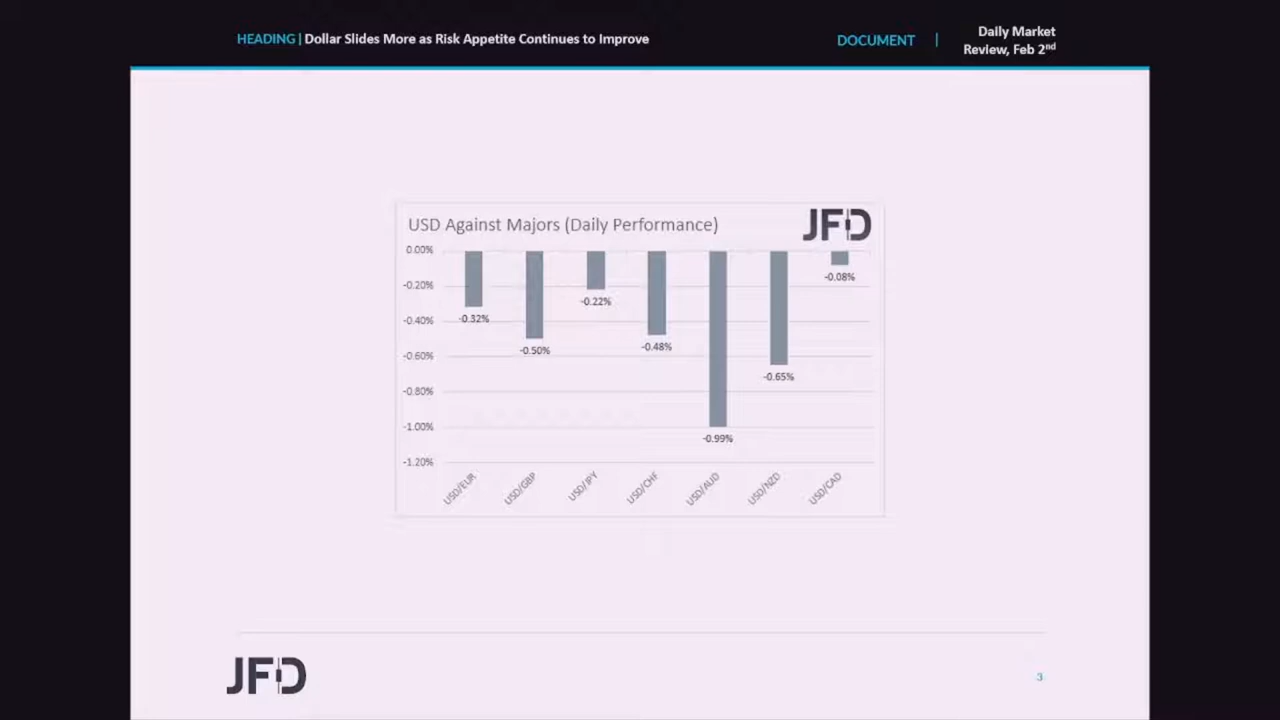 HEADING | Dollar Slides More as Risk Appetite Continues to Improve
DOCUMENT |
Daily Market
Review, Feb 2nd
USD Against Majors (Daily Performance)
JFD
0.00%
-0.20%
-0.40%
-0.60%
-0.80%
-1.00%
-1.20%
-0.32%
-0.50%
-0.22%
-0.48%
-0.99%
-0.65%
-0.08%
USD/EUR
USD/GBP
USD/JPY
USD/CHF
USD/AUD
USD/NZD
USD/CAD
JFD
3